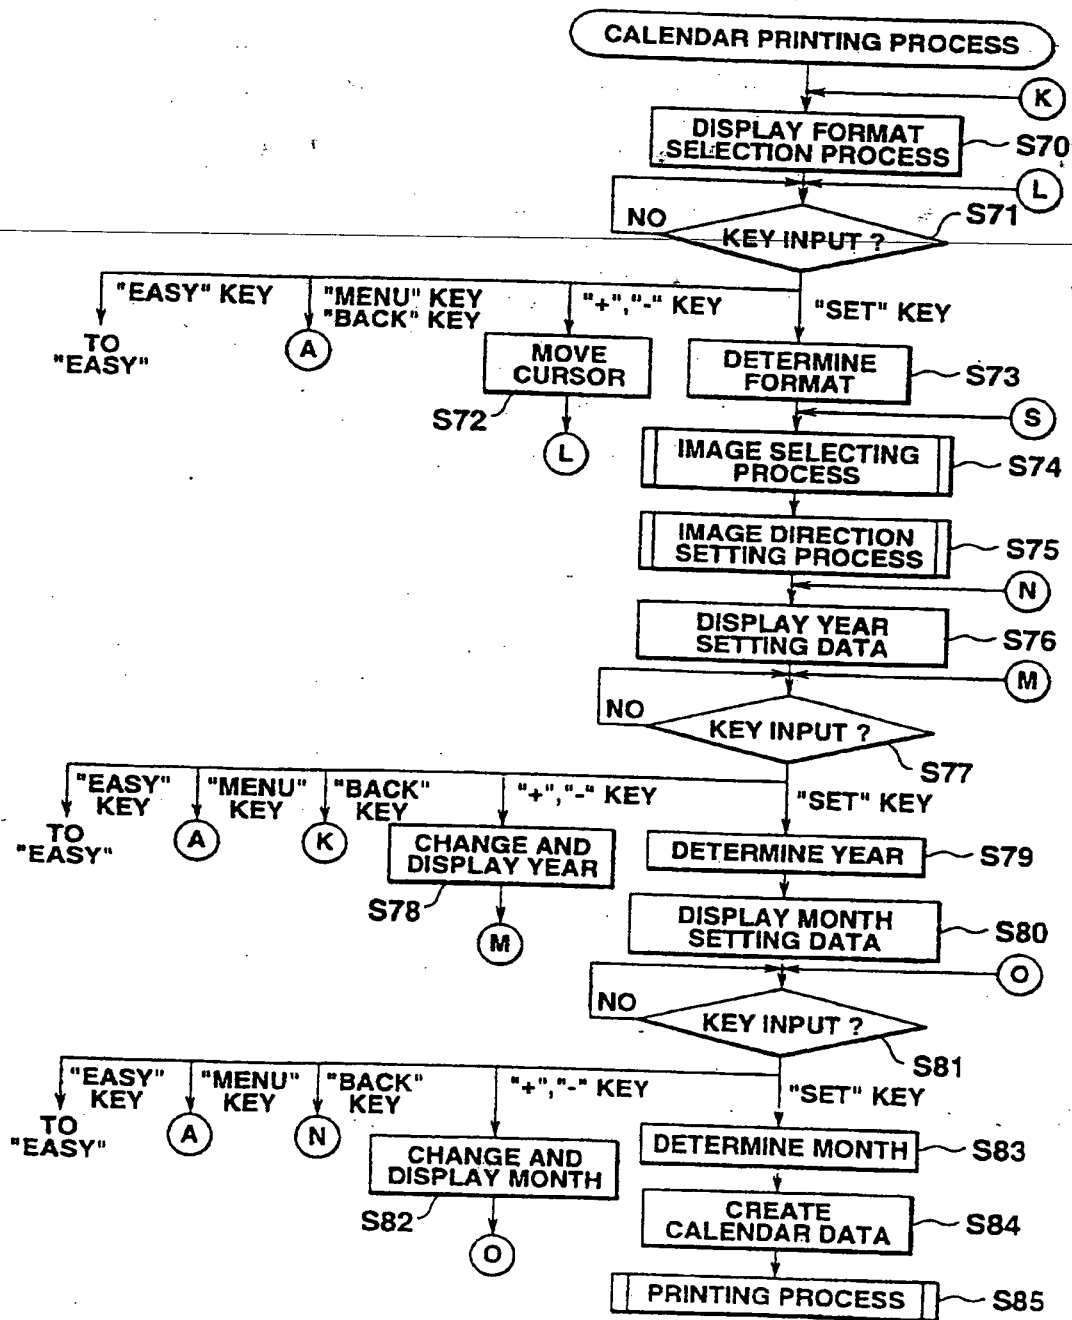 CALENDAR PRINTING PROCESS
K
DISPLAY FORMAT
SELECTION PROCESS
S70
L
S71
NO
KEY INPUT ?
"EASY" KEY
"MENU" KEY
"BACK" KEY
"+","-" KEY
"SET" KEY
TO
"EASY"
A
MOVE
CURSOR
S72
L
DETERMINE
FORMAT
S73
S
IMAGE SELECTING
PROCESS
S74
IMAGE DIRECTION
SETTING PROCESS
S75
N
DISPLAY YEAR
SETTING DATA
S76
M
NO
KEY INPUT ?
S77
"EASY"
KEY
"MENU"
KEY
"BACK"
KEY
"+","-" KEY
"SET" KEY
TO
"EASY"
A
K
CHANGE AND
DISPLAY YEAR
S78
M
DETERMINE YEAR
S79
DISPLAY MONTH
SETTING DATA
S80
O
NO
KEY INPUT ?
S81
"EASY"
KEY
"MENU"
KEY
"BACK"
KEY
"+","-" KEY
"SET" KEY
TO
"EASY"
A
N
CHANGE AND
DISPLAY MONTH
S82
O
DETERMINE MONTH
S83
CREATE
CALENDAR DATA
S84
PRINTING PROCESS
S85